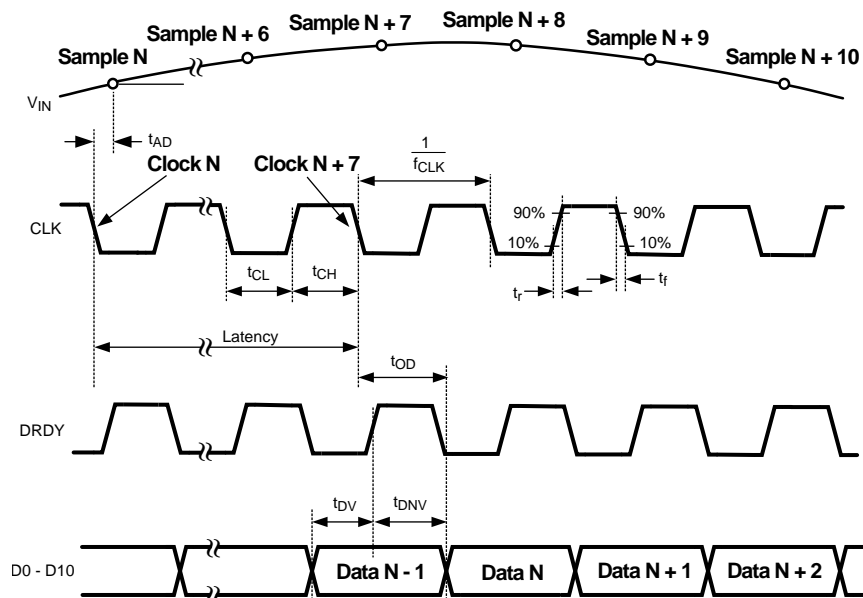 Sample N
Sample N + 6
Sample N + 7
Sample N + 8
Sample N + 9
Sample N + 10
VIN
tAD
Clock N
Clock N + 7
1
fCLK
CLK
90%
10%
90%
10%
tCL
tCH
tr
tf
Latency
tOD
DRDY
tDV
tDNV
D0 - D10
Data N - 1
Data N
Data N + 1
Data N + 2